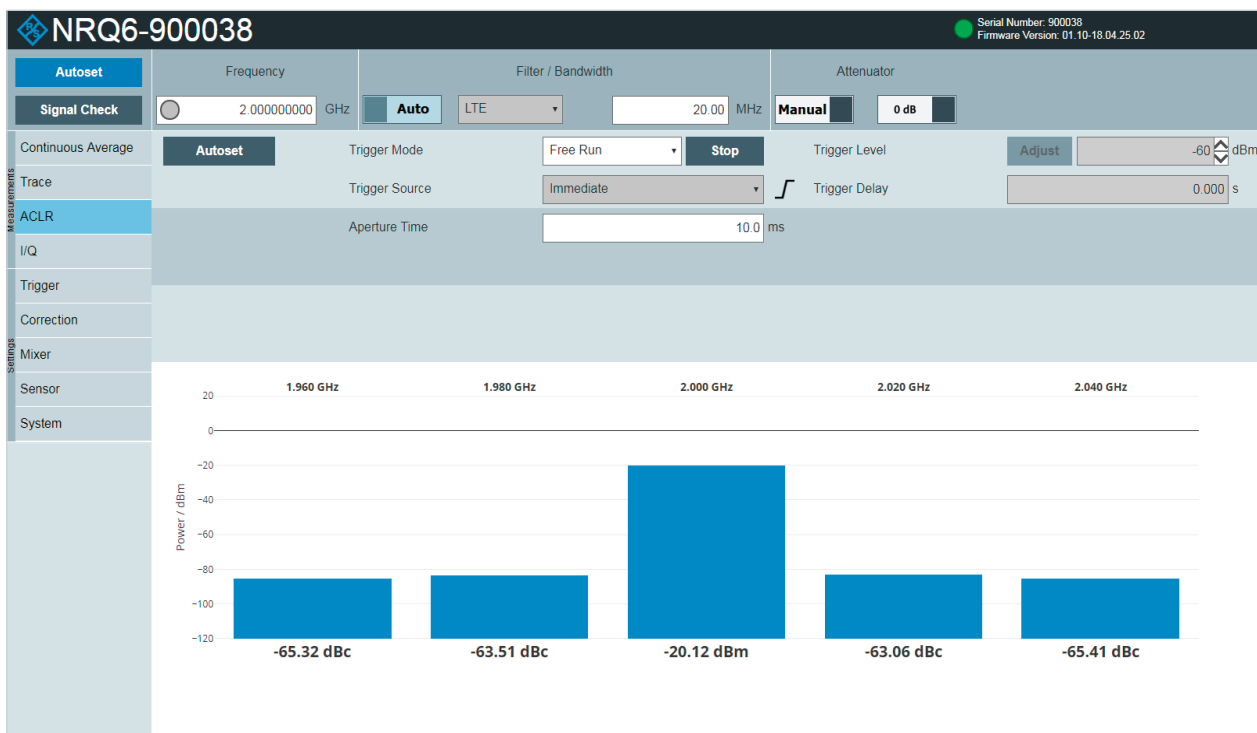 NRQ6-900038
Serial Number: 900038
Firmware Version: 01.10-18.04.25.02
Autoset
Frequency
Filter / Bandwidth
Attenuator
Signal Check
2.000000000 GHz
Auto
LTE
20.00 MHz
Manual
0 dB
Measurements
Continuous Average
Trace
ACLR
I/Q
Settings
Trigger
Correction
Mixer
Sensor
System
Autoset
Trigger Mode
Free Run
Stop
Trigger Level
Adjust
-60 dBm
Trigger Source
Immediate
Trigger Delay
0.000 s
Aperture Time
10.0 ms
1.960 GHz 1.980 GHz 2.000 GHz 2.020 GHz 2.040 GHz
Power / dBm
20
0
−20
−40
−60
−80
−100
−120
-65.32 dBc -63.51 dBc -20.12 dBm -63.06 dBc -65.41 dBc